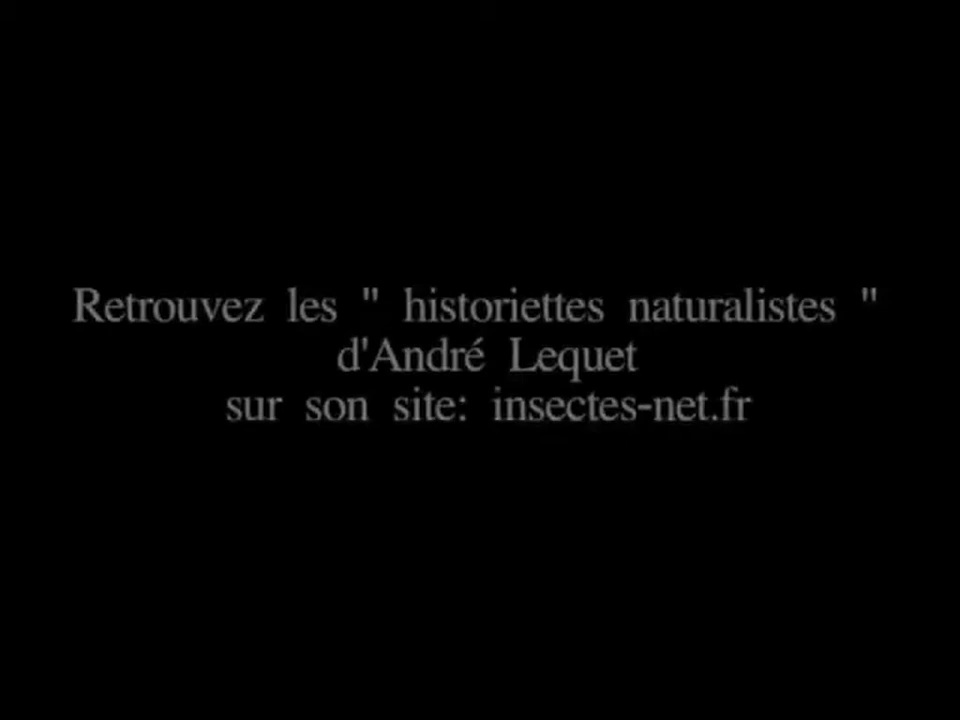 Retrouvez les " historiettes naturalistes "
d'André Lequet
sur son site: insectes-net.fr